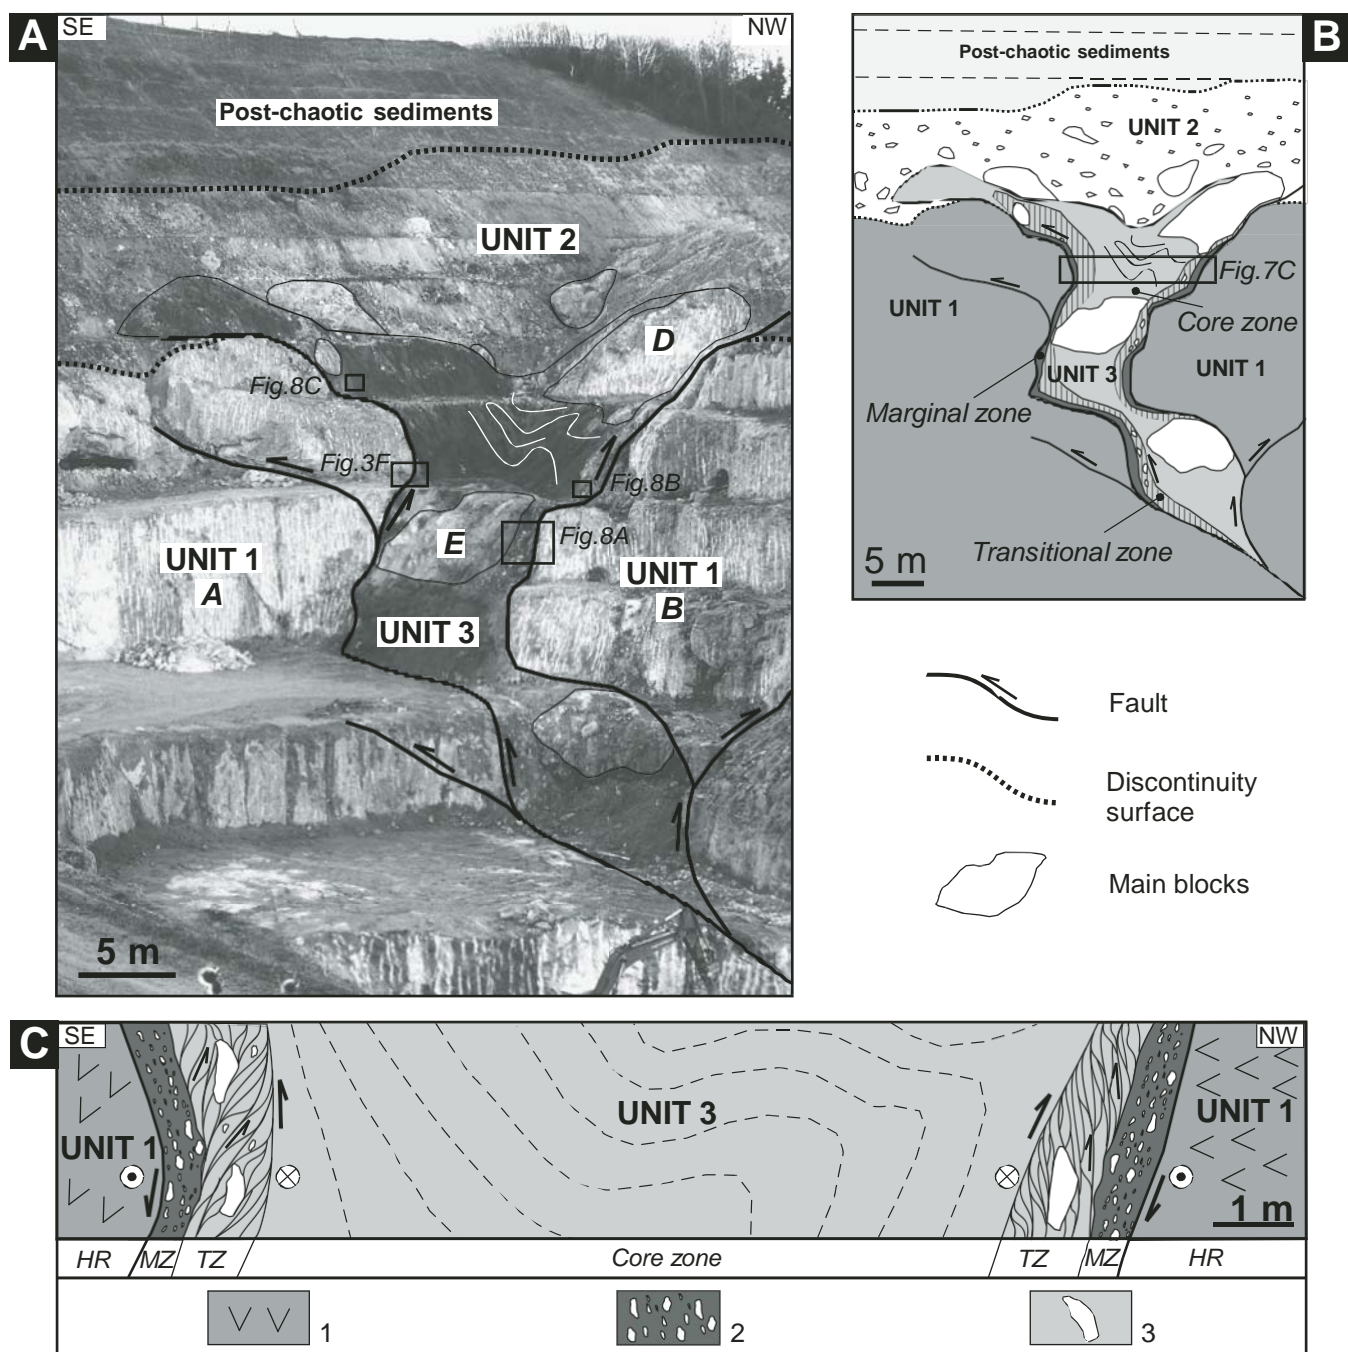 A
SE
NW
Post-chaotic sediments
UNIT 2
D
Fig.8C
Fig.3F
Fig.8B
E
Fig.8A
UNIT 1
A
UNIT 1
B
UNIT 3
5 m
B
Post-chaotic sediments
UNIT 2
Fig.7C
UNIT 1
Core zone
UNIT 3
UNIT 1
Marginal zone
Transitional zone
5 m
Fault
Discontinuity
surface
Main blocks
C
SE
NW
UNIT 3
UNIT 1
UNIT 1
1 m
HR
MZ
TZ
Core zone
TZ
MZ
HR
1
2
3